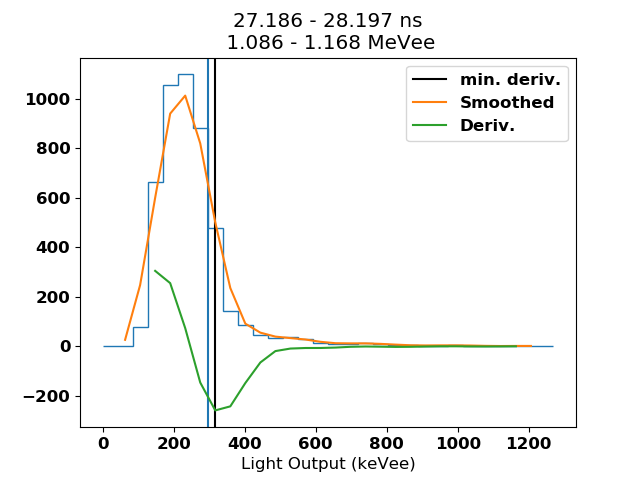 27.186 - 28.197 ns
1.086 - 1.168 MeVee
min. deriv.
Smoothed
Deriv.
1000
800
600
400
200
0
−200
0 200 400 600 800 1000 1200
Light Output (keVee)